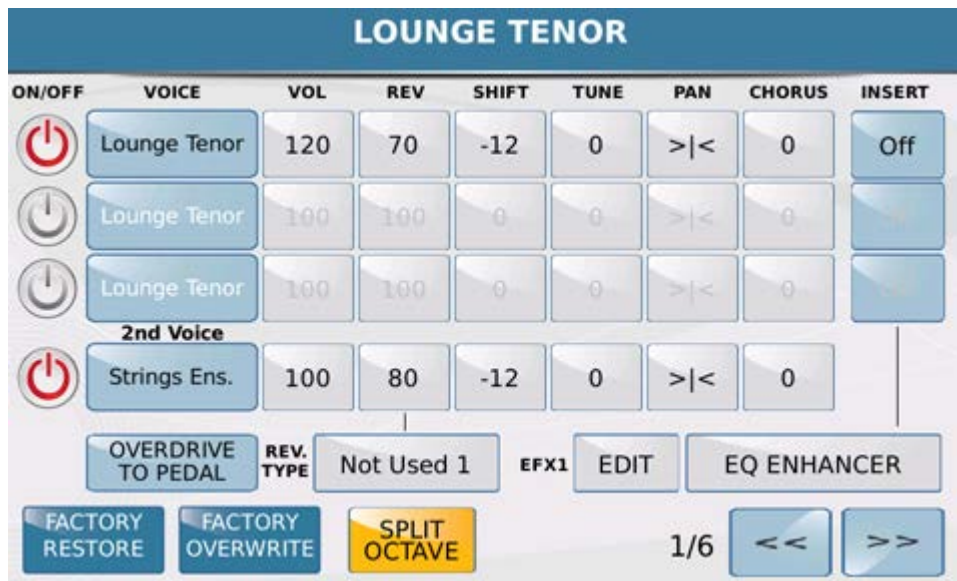 LOUNGE TENOR
ON/OFF VOICE VOL REV SHIFT TUNE PAN CHORUS INSERT
Lounge Tenor 120 70 -12 0 >|< 0 Off
Lounge Tenor 100 100 0 0 >|< 0
Lounge Tenor 100 100 0 0 >|< 0
2nd Voice
Strings Ens. 100 80 -12 0 >|< 0
OVERDRIVE TO PEDAL REV. TYPE Not Used 1 EFX1 EDIT EQ ENHANCER
FACTORY RESTORE FACTORY OVERWRITE SPLIT OCTAVE 1/6 << >>